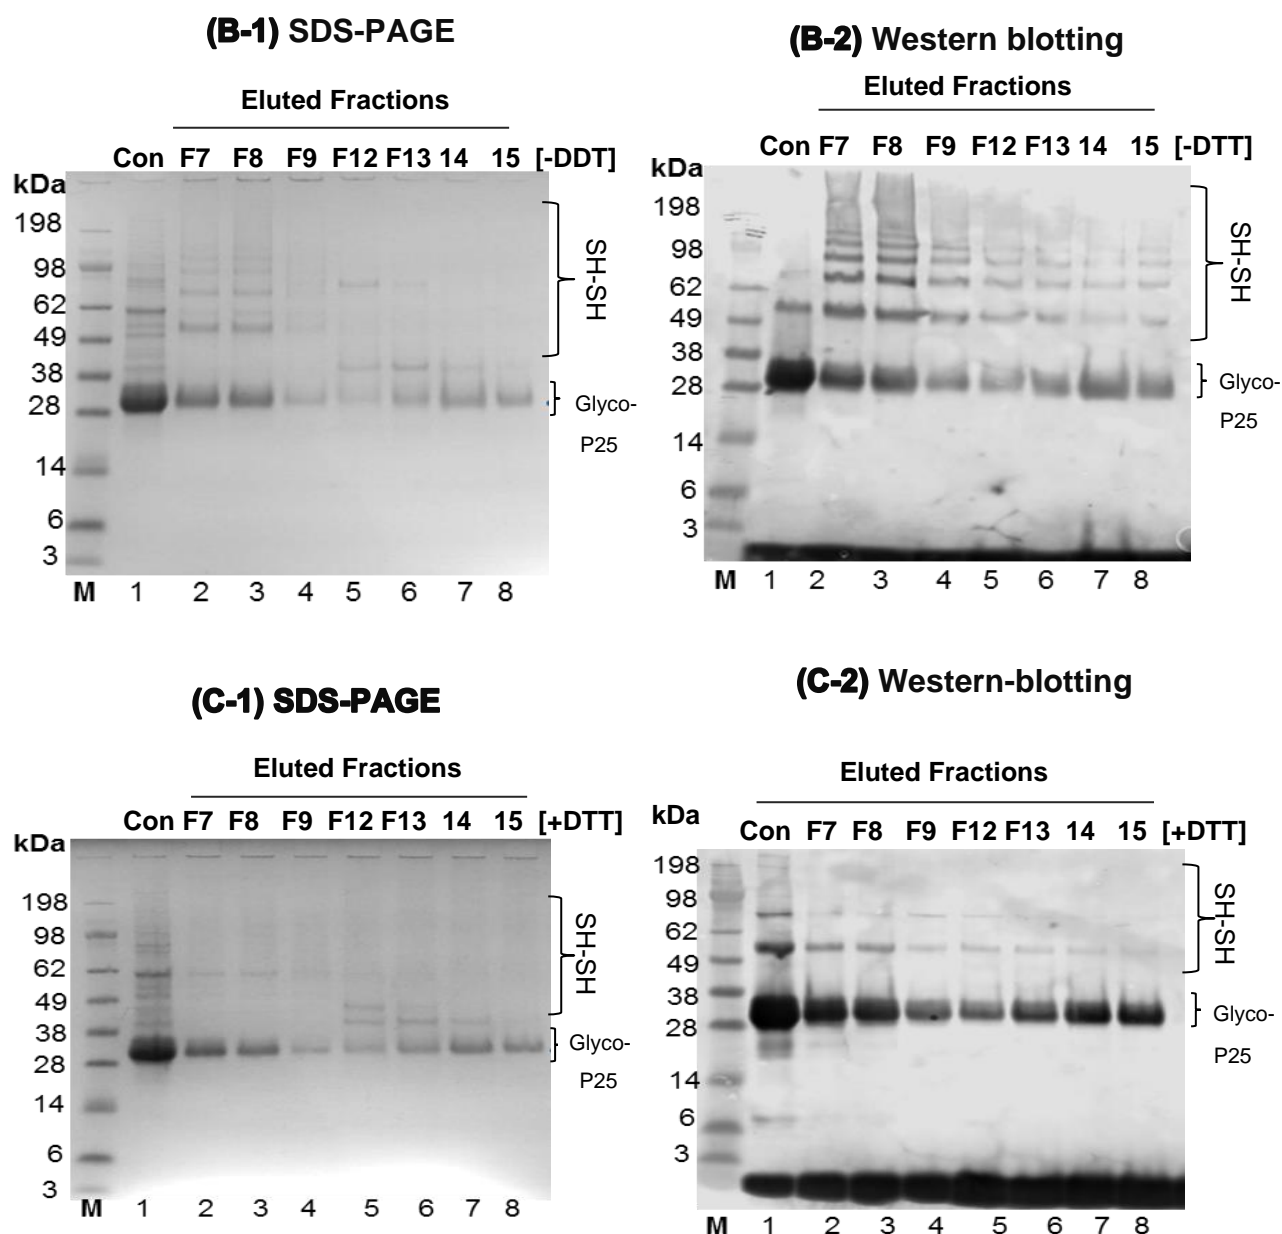 (B-1) SDS-PAGE
Eluted Fractions
Con F7 F8 F9 F12 F13 14 15 [-DDT]
kDa
198
98
62
49
38
28
14
6
3
SH-SH
Glyco-
P25
M 1 2 3 4 5 6 7 8
(B-2) Western blotting
Eluted Fractions
Con F7 F8 F9 F12 F13 14 15 [-DTT]
kDa
198
98
62
49
38
28
14
6
3
SH-SH
Glyco-
P25
M 1 2 3 4 5 6 7 8
(C-1) SDS-PAGE
Eluted Fractions
Con F7 F8 F9 F12 F13 14 15 [+DTT]
kDa
198
98
62
49
38
28
14
6
3
SH-SH
Glyco-
P25
M 1 2 3 4 5 6 7 8
(C-2) Western-blotting
Eluted Fractions
kDa
Con F7 F8 F9 F12 F13 14 15 [+DTT]
198
98
62
49
38
28
14
6
3
SH-SH
Glyco-
P25
M 1 2 3 4 5 6 7 8